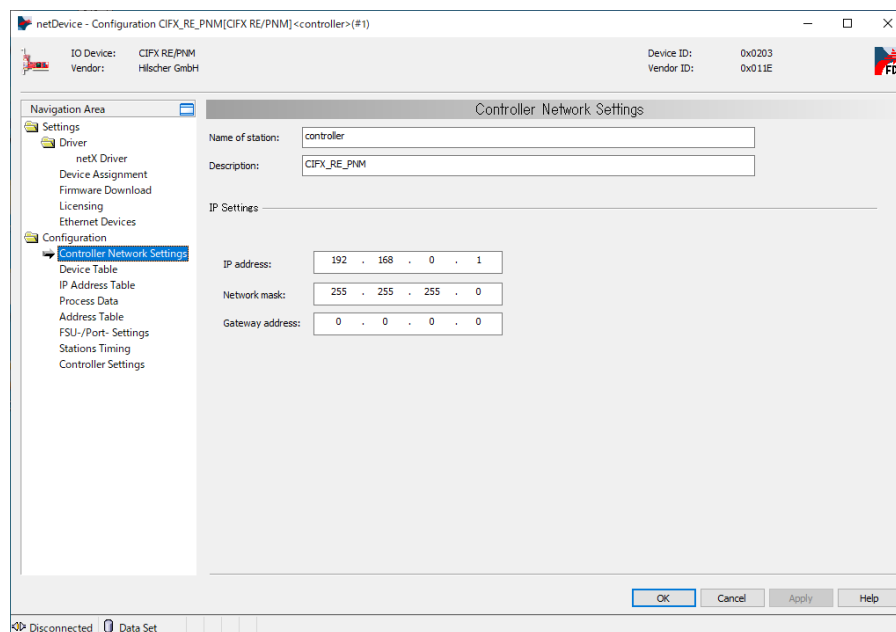 netDevice - Configuration CIFX_RE_PNM[CIFX RE/PNM]<controller>(#1)
IO Device: CIFX RE/PNM
Vendor: Hilscher GmbH
Device ID: 0x0203
Vendor ID: 0x011E
FD
Navigation Area
Settings
Driver
netX Driver
Device Assignment
Firmware Download
Licensing
Ethernet Devices
Configuration
Controller Network Settings
Device Table
IP Address Table
Process Data
Address Table
FSU-/Port- Settings
Stations Timing
Controller Settings
Controller Network Settings
Name of station: controller
Description: CIFX_RE_PNM
IP Settings
IP address: 192 . 168 . 0 . 1
Network mask: 255 . 255 . 255 . 0
Gateway address: 0 . 0 . 0 . 0
OK Cancel Apply Help
Disconnected Data Set